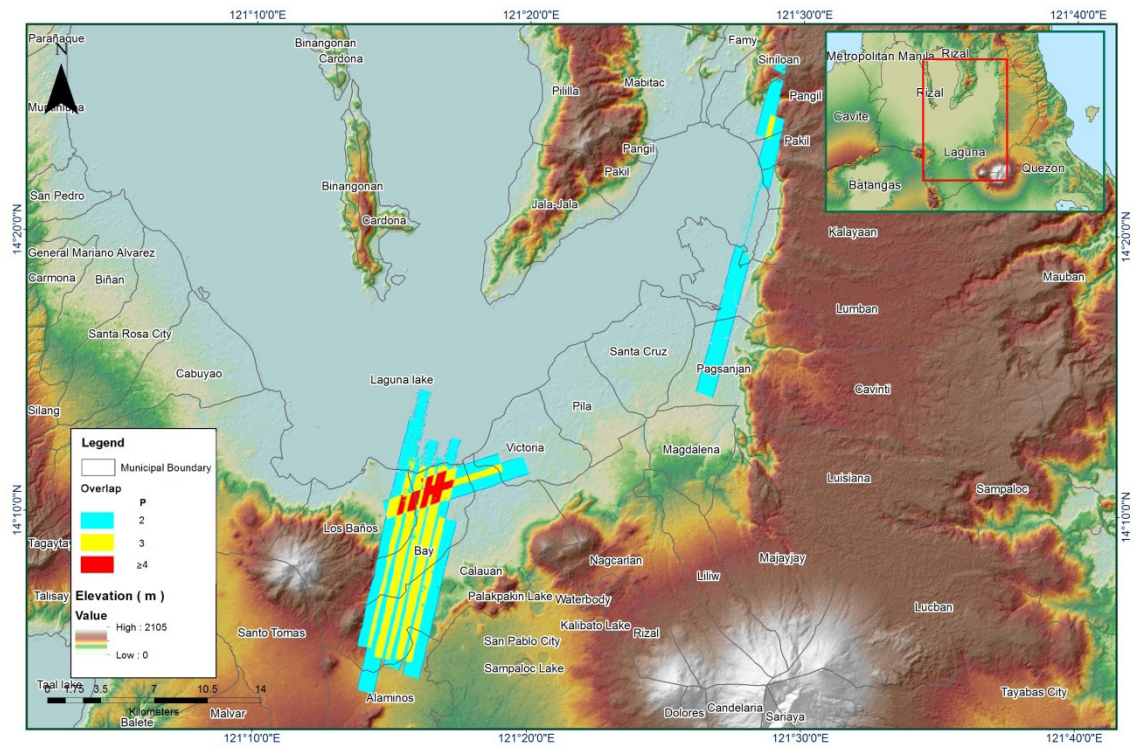 121°10'0"E
121°20'0"E
121°30'0"E
121°40'0"E
Parañaque
N
Binangonan
Cardona
Famy
Siniloan
Metropolitan Manila
Rizal
Pililla
Mabitac
Pangil
Rizal
Cavite
Pangil
Pakil
Laguna
Quezon
Pakil
Batangas
San Pedro
Binangonan
Cardona
Jala-Jala
14°20'0"N
14°20'0"N
Kalayaan
General Mariano Alvarez
Carmona
Biñan
Mauban
Lumban
Santa Rosa City
Santa Cruz
Pagsanjan
Cabuyao
Laguna lake
Cavinti
Silang
Pila
Legend
Victoria
Magdalena
Municipal Boundary
Luisiana
Overlap
Sampaloc
P
14°10'0"N
14°10'0"N
2
Los Baños
3
Tagaytay
Bay
Nagcarlan
Majayjay
≥4
Calauan
Liliw
Elevation ( m )
Talisay
Palakpakin Lake
Waterbody
Lucban
Value
High : 2105
Santo Tomas
Kalibato Lake
Rizal
San Pablo City
Low : 0
Sampaloc Lake
Taal lake
0 1.75 3.5 7 10.5 14
Kilometers
Alaminos
Tayabas City
Malvar
Dolores
Candelaria
Balete
Sariaya
121°10'0"E
121°20'0"E
121°30'0"E
121°40'0"E